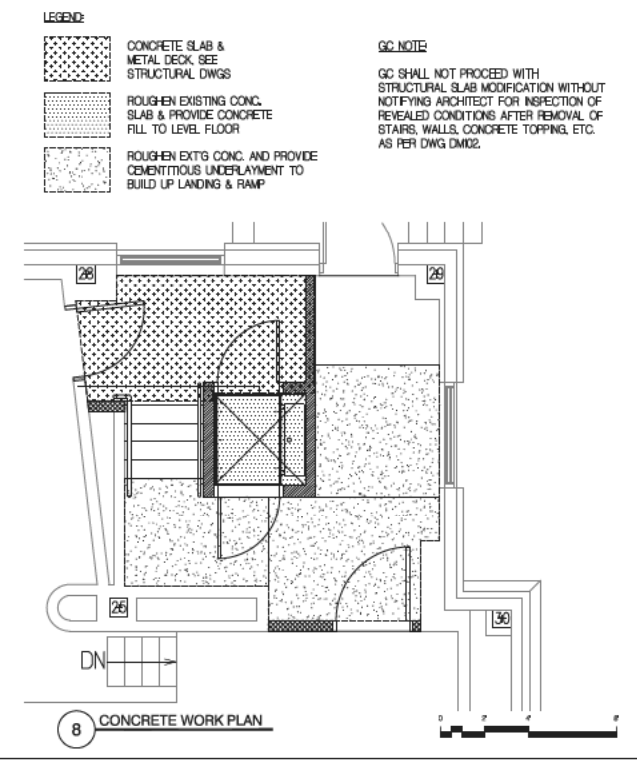 LEGEND:
CONCRETE SLAB &
METAL DECK, SEE
STRUCTURAL DWGS
ROUGHEN EXISTING CONC.
SLAB & PROVIDE CONCRETE
FILL TO LEVEL FLOOR
ROUGHEN EXT'G CONC. AND PROVIDE
CEMENTITIOUS UNDERLAYMENT TO
BUILD UP LANDING & RAMP
GC NOTE:
GC SHALL NOT PROCEED WITH
STRUCTURAL SLAB MODIFICATION WITHOUT
NOTIFYING ARCHITECT FOR INSPECTION OF
REVEALED CONDITIONS AFTER REMOVAL OF
STAIRS, WALLS, CONCRETE TOPPING, ETC.
AS PER DWG DM102.
28
29
26
30
DN
8 CONCRETE WORK PLAN
0 2' 4' 8'